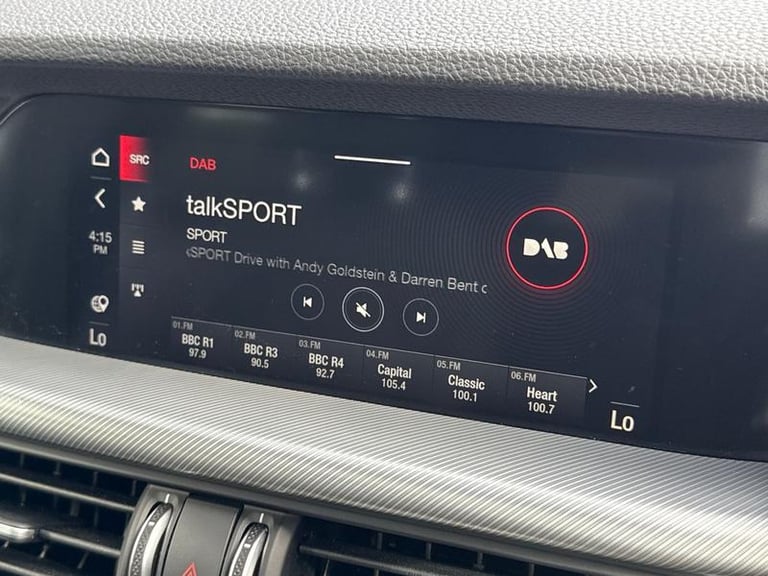 SRC
DAB
talkSPORT
SPORT
SPORT Drive with Andy Goldstein & Darren Bent
4:15
PM
DAB
Lo
01.FM
BBC R1
97.9
02.FM
BBC R3
90.5
03.FM
BBC R4
92.7
04.FM
Capital
105.4
05.FM
Classic
100.1
06.FM
Heart
100.7
Lo